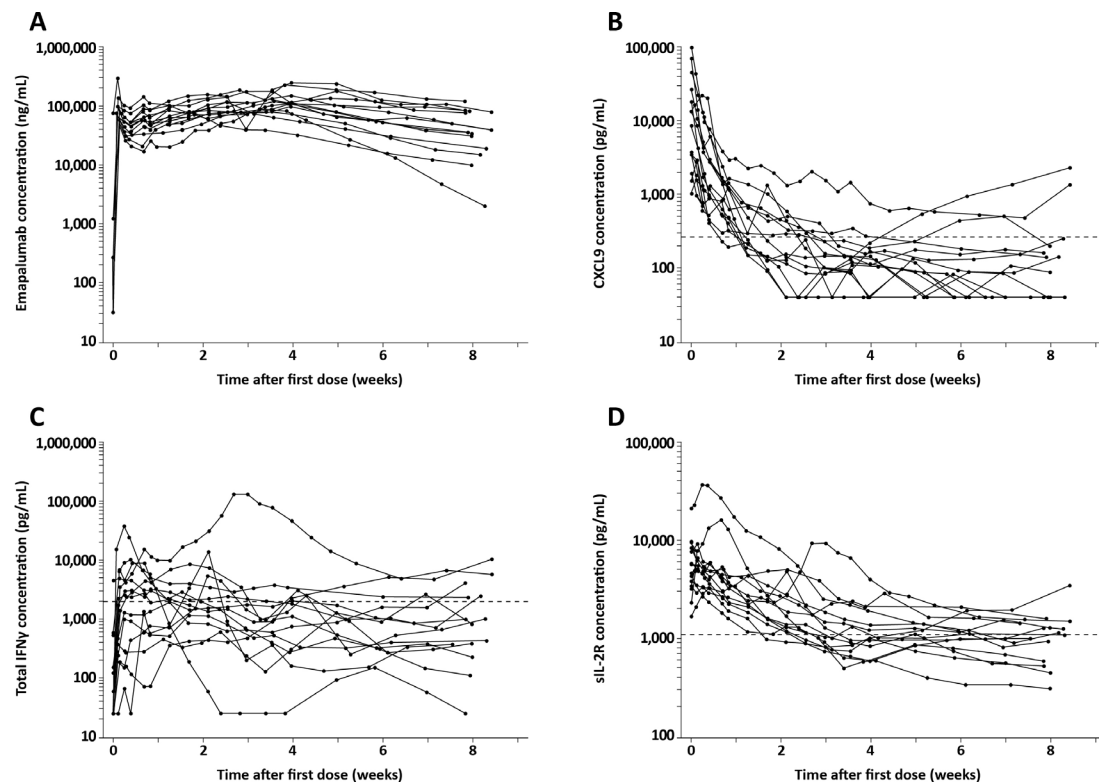 A
Emapalumab concentration (ng/mL)
1,000,000
100,000
10,000
1,000
100
10
0 2 4 6 8
Time after first dose (weeks)
B
CXCL9 concentration (pg/mL)
100,000
10,000
1,000
100
10
0 2 4 6 8
Time after first dose (weeks)
C
Total IFNγ concentration (pg/mL)
1,000,000
100,000
10,000
1,000
100
10
0 2 4 6 8
Time after first dose (weeks)
D
sIL-2R concentration (pg/mL)
100,000
10,000
1,000
100
0 2 4 6 8
Time after first dose (weeks)